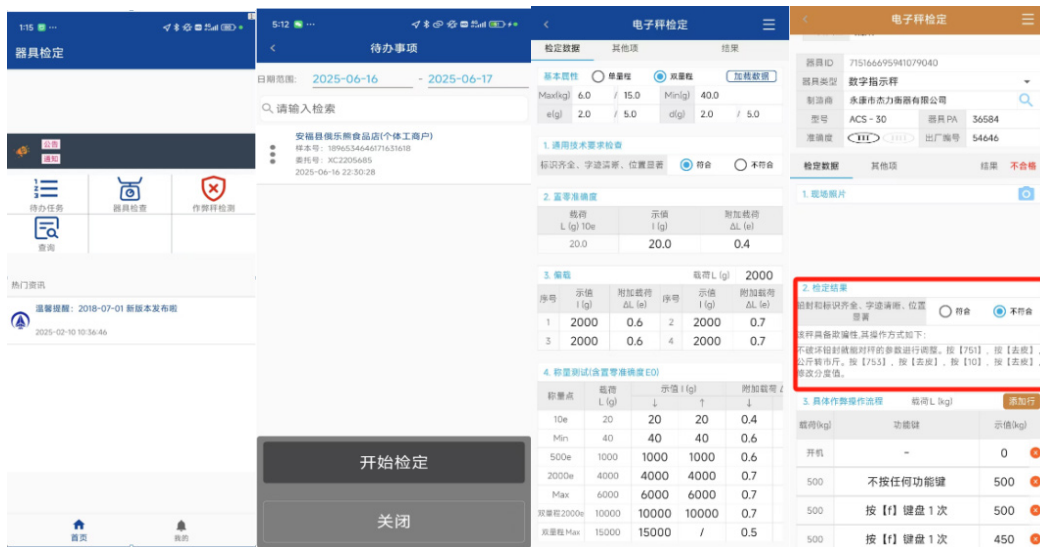 1:15
器具检定
公告
通知
待办任务
器具检查
作弊秤检测
查询
热门资讯
温馨提醒：2018-07-01 新版本发布啦
2025-02-10 10:36:46
首页
我的
5:12
待办事项
日期范围:
2025-06-16
- 2025-06-17
请输入检索
安福县俄乐熊食品店(个体工商户)
样本号：1896534646171631618
委托号：XC2205685
2025-06-16 22:30:28
开始检定
关闭
电子秤检定
检定数据 其他项 结果
基本属性 单量程 双量程 加载数据
Max(kg) 6.0 / 15.0 Min(g) 40.0
e(g) 2.0 / 5.0 d(g) 2.0 / 5.0
1. 通用技术要求检查
标识齐全、字迹清晰、位置显著 符合 不符合
2. 置零准确度
载荷 示值 附加载荷
L (g) 10e I (g) ΔL (e)
20.0 20.0 0.4
3. 偏载 载荷L (g) 2000
序号 示值 附加载荷 序号 示值 附加载荷
I (g) ΔL (e) I (g) ΔL (e)
1 2000 0.6 2 2000 0.7
3 2000 0.6 4 2000 0.7
4. 称量测试(含置零准确度E0)
称量点 载荷 示值 I (g) 附加载荷
L (g) ↓ ↑ ↓
10e 20 20 20 0.4
Min 40 40 40 0.6
500e 1000 1000 1000 0.6
2000e 4000 4000 4000 0.7
Max 6000 6000 6000 0.7
双量程2000e 10000 10000 10000 0.7
双量程Max 15000 15000 / 0.5
电子秤检定
器具ID 715166695941079040
器具类型 数字指示秤
制造商 永康市杰力衡器有限公司
型号 ACS - 30 器具PA 36584
准确度 III IIII 出厂编号 54646
检定数据 其他项 结果 不合格
1. 现场照片
2. 检定结果
铅封和标识齐全、字迹清晰、位置
显著 符合 不符合
该秤具备欺骗性,其操作方式如下:
不破坏铅封就能对秤的参数进行调整。按【751】，按【去皮】，
公斤转市斤。按【753】，按【去皮】，按【10】，按【去皮】，
修改分度值。
3. 具体作弊操作流程 载荷L (kg) 添加行
载荷(kg) 功能键 示值(kg)
开机 - 0
500 不按任何功能键 500
500 按【f】键盘 1 次 500
500 按【f】键盘 1 次 450